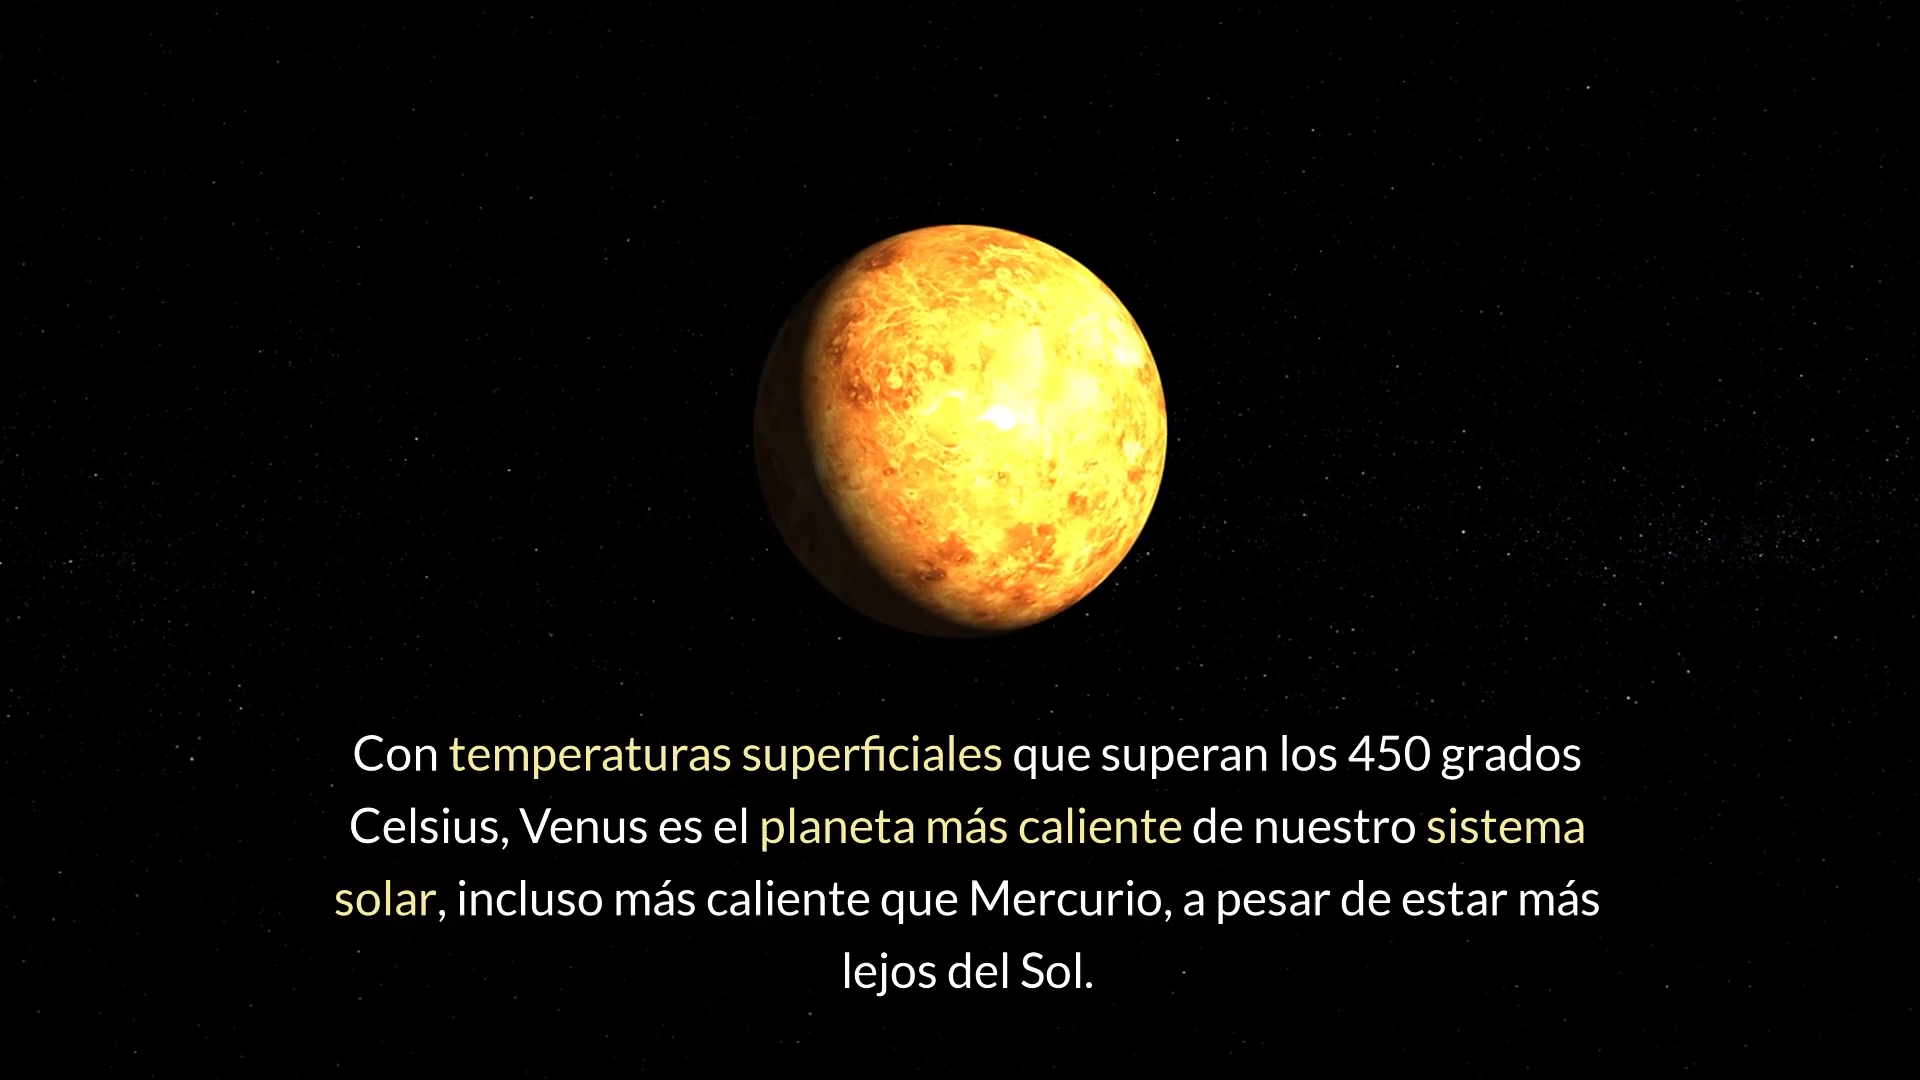 Con temperaturas superficiales que superan los 450 grados
Celsius, Venus es el planeta más caliente de nuestro sistema
solar, incluso más caliente que Mercurio, a pesar de estar más
lejos del Sol.